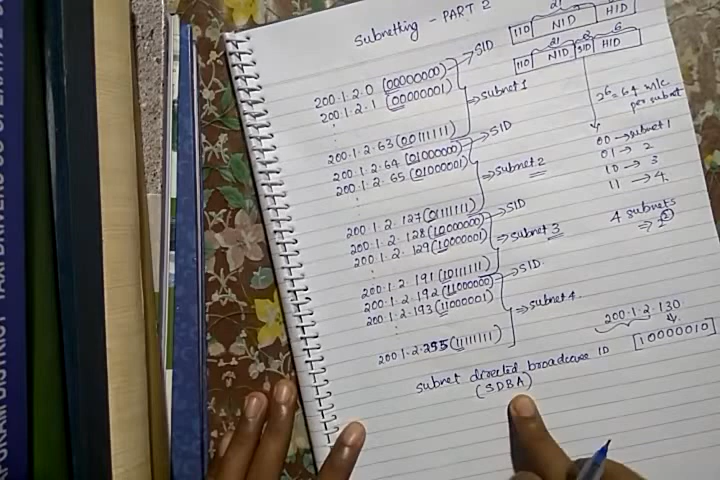 Subnetting - PART 2
21
110 NID HID
21 2 6
110 NID SID HID
200.1.2.0 (00000000) → SID
200.1.2.1 (00000001)
⇒ subnet 1
200.1.2.63 (00111111)
200.1.2.64 (01000000) → SID
200.1.2.65 (01000001)
⇒ subnet 2
200.1.2.127 (01111111)
200.1.2.128 (10000000) → SID
200.1.2.129 (10000001)
⇒ subnet 3
200.1.2.191 (10111111)
200.1.2.192 (11000000) → SID
200.1.2.193 (11000001)
⇒ subnet 4
200.1.2.255 (11111111)
2^6 = 64 m/c
per subnet
00 → subnet 1
01 → 2
10 → 3
11 → 4
4 subnets
⇒ 2^2
200.1.2.130
10000010
subnet directed broadcase ID
(SDBA)
DISTRICT